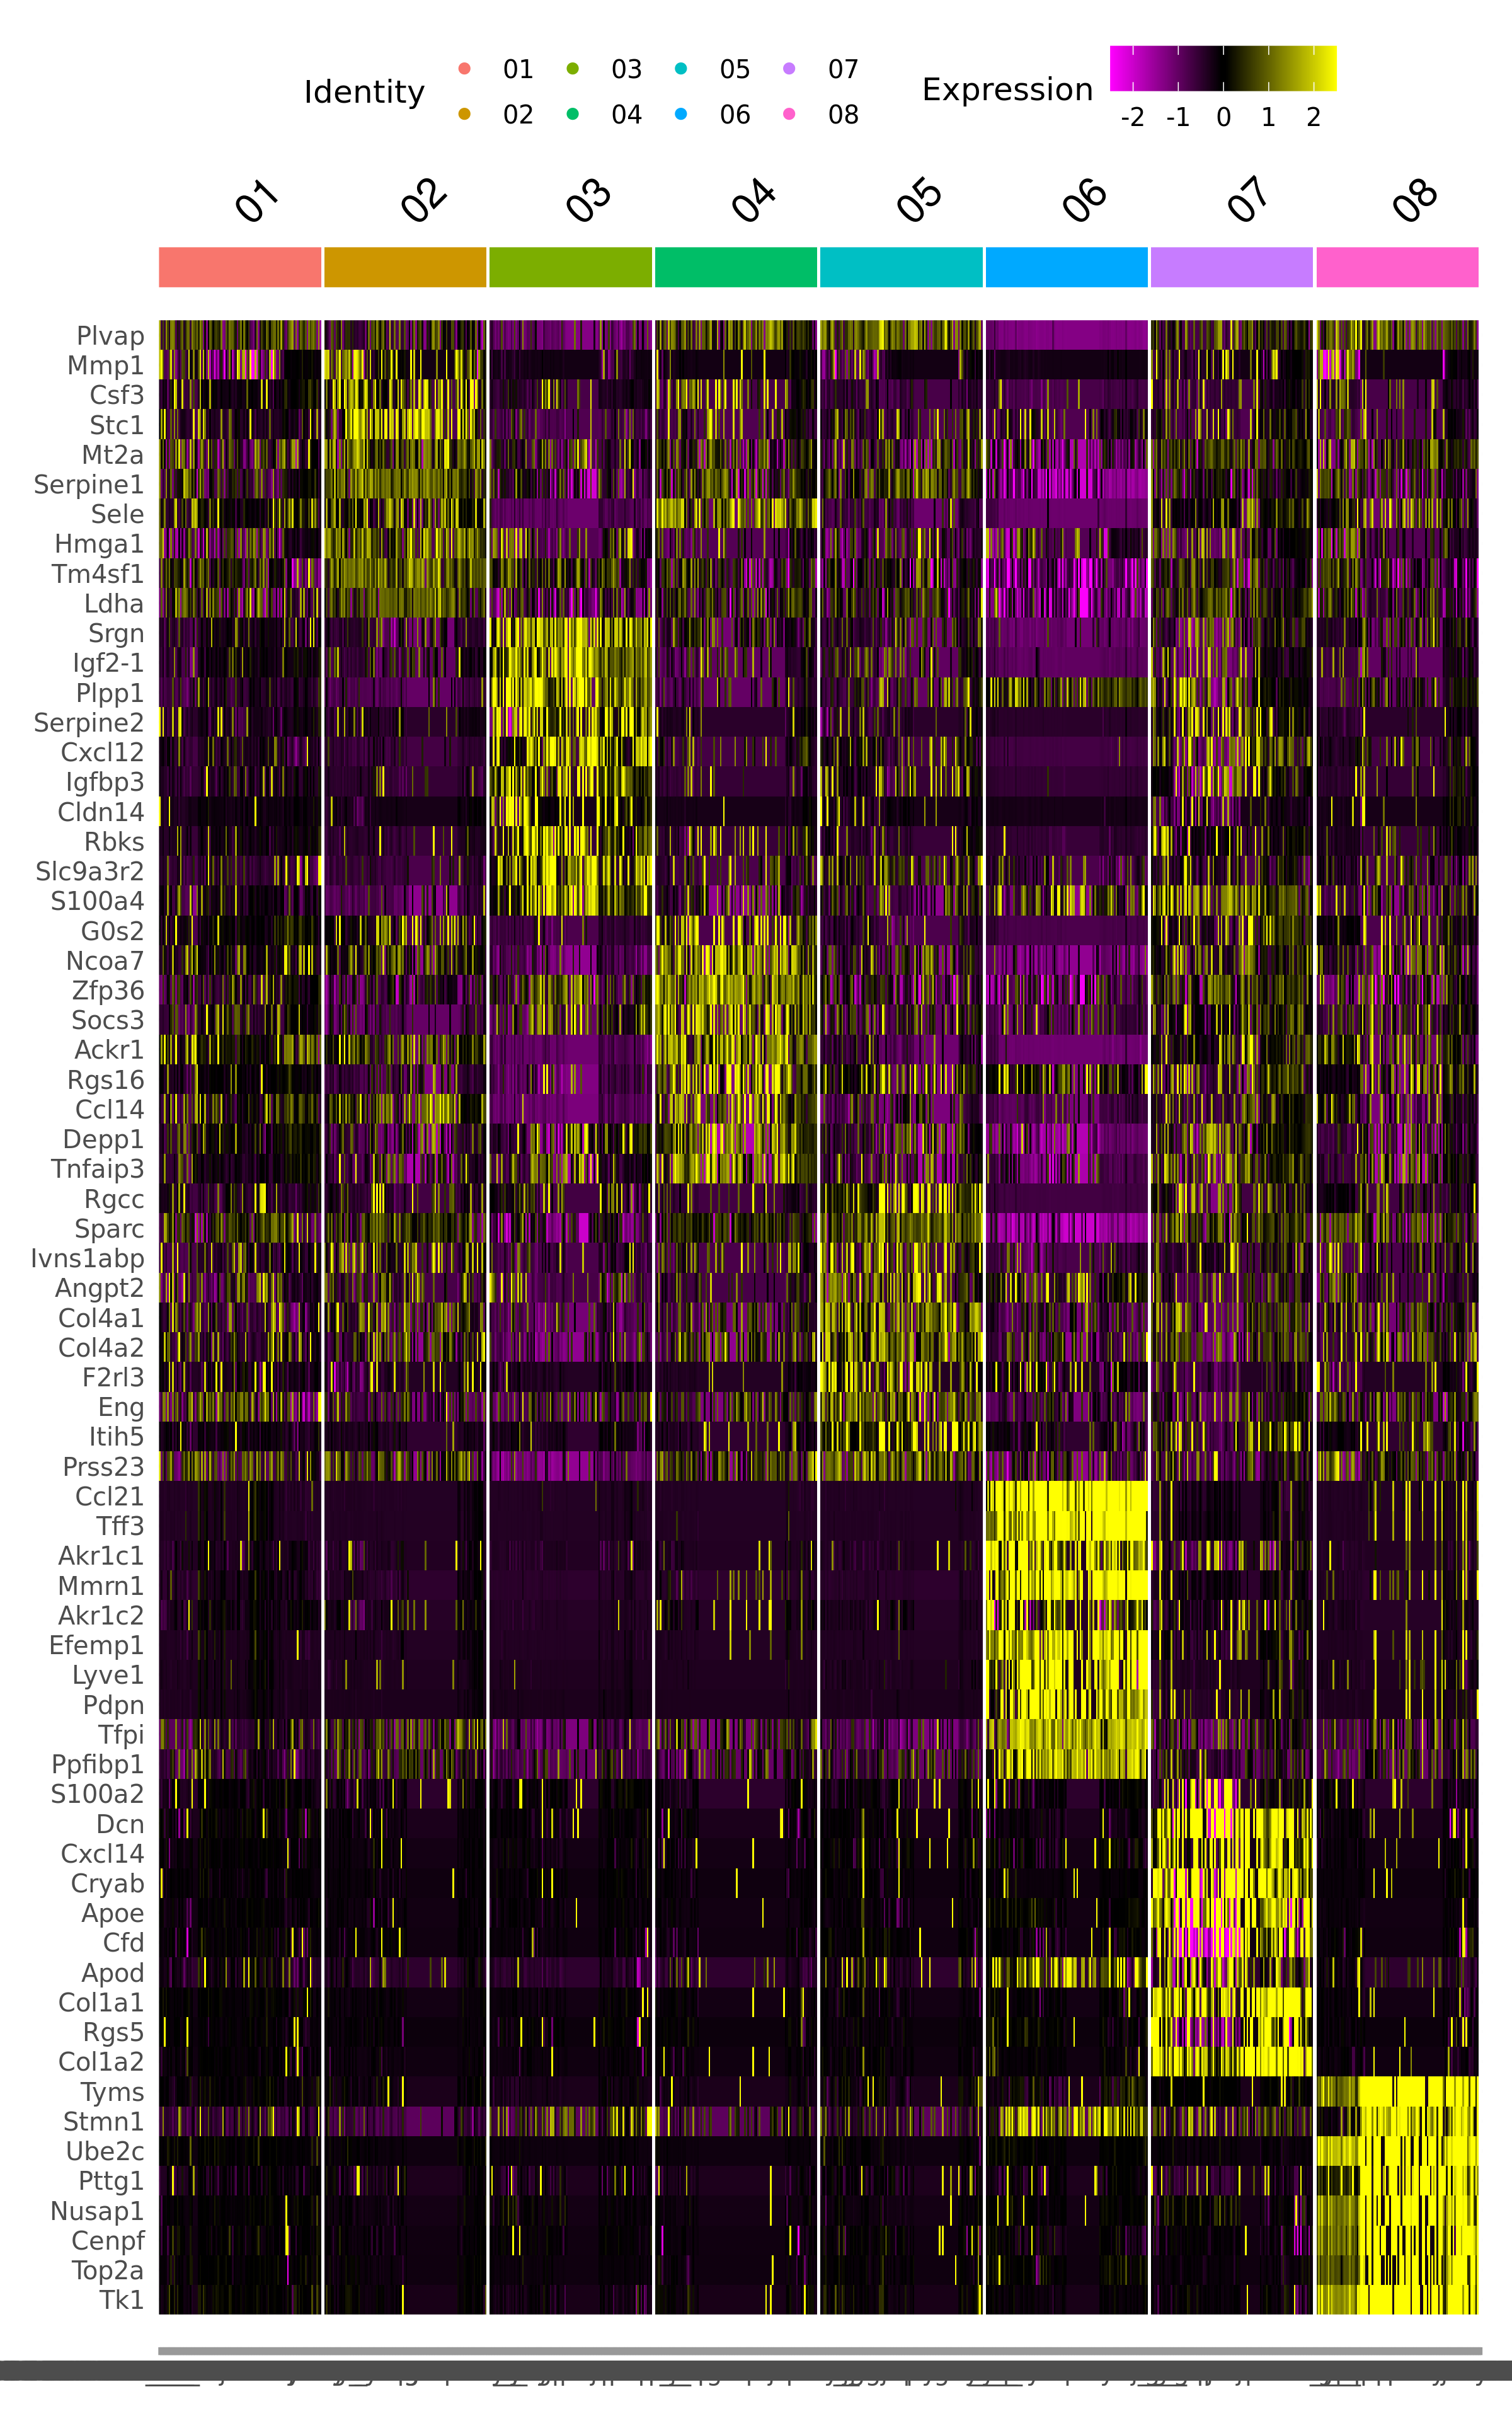 Identity
01 03 05 07
02 04 06 08
Expression
-2 -1 0 1 2
01 02 03 04 05 06 07 08
Plvap
Mmp1
Csf3
Stc1
Mt2a
Serpine1
Sele
Hmga1
Tm4sf1
Ldha
Srgn
Igf2-1
Plpp1
Serpine2
Cxcl12
Igfbp3
Cldn14
Rbks
Slc9a3r2
S100a4
G0s2
Ncoa7
Zfp36
Socs3
Ackr1
Rgs16
Ccl14
Depp1
Tnfaip3
Rgcc
Sparc
Ivns1abp
Angpt2
Col4a1
Col4a2
F2rl3
Eng
Itih5
Prss23
Ccl21
Tff3
Akr1c1
Mmrn1
Akr1c2
Efemp1
Lyve1
Pdpn
Tfpi
Ppfibp1
S100a2
Dcn
Cxcl14
Cryab
Apoe
Cfd
Apod
Col1a1
Rgs5
Col1a2
Tyms
Stmn1
Ube2c
Pttg1
Nusap1
Cenpf
Top2a
Tk1